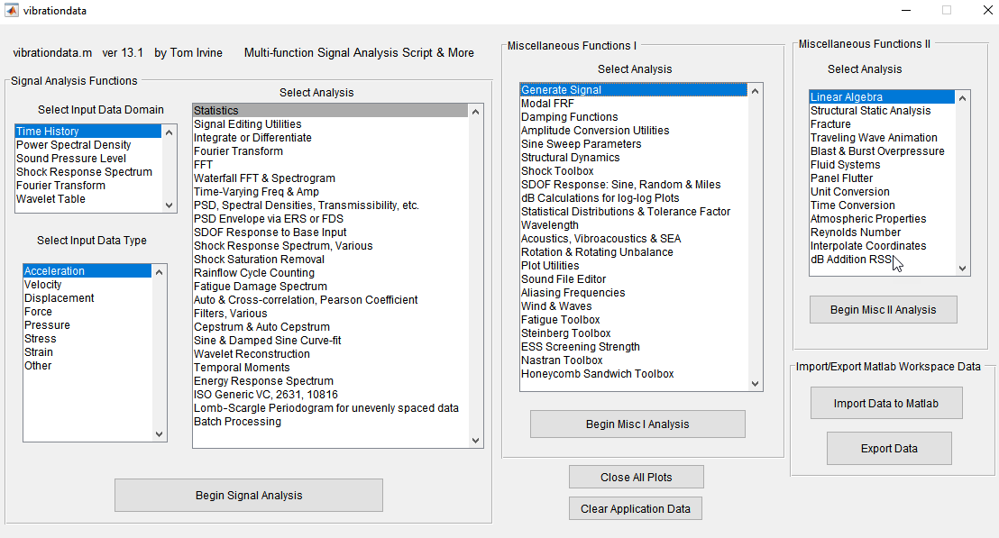 vibrationdata
vibrationdata.m ver 13.1 by Tom Irvine Multi-function Signal Analysis Script & More
Signal Analysis Functions
Select Input Data Domain
Time History
Power Spectral Density
Sound Pressure Level
Shock Response Spectrum
Fourier Transform
Wavelet Table
Select Input Data Type
Acceleration
Velocity
Displacement
Force
Pressure
Stress
Strain
Other
Select Analysis
Statistics
Signal Editing Utilities
Integrate or Differentiate
Fourier Transform
FFT
Waterfall FFT & Spectrogram
Time-Varying Freq & Amp
PSD, Spectral Densities, Transmissibility, etc.
PSD Envelope via ERS or FDS
SDOF Response to Base Input
Shock Response Spectrum, Various
Shock Saturation Removal
Rainflow Cycle Counting
Fatigue Damage Spectrum
Auto & Cross-correlation, Pearson Coefficient
Filters, Various
Cepstrum & Auto Cepstrum
Sine & Damped Sine Curve-fit
Wavelet Reconstruction
Temporal Moments
Energy Response Spectrum
ISO Generic VC, 2631, 10816
Lomb-Scargle Periodogram for unevenly spaced data
Batch Processing
Begin Signal Analysis
Miscellaneous Functions I
Select Analysis
Generate Signal
Modal FRF
Damping Functions
Amplitude Conversion Utilities
Sine Sweep Parameters
Structural Dynamics
Shock Toolbox
SDOF Response: Sine, Random & Miles
dB Calculations for log-log Plots
Statistical Distributions & Tolerance Factor
Wavelength
Acoustics, Vibroacoustics & SEA
Rotation & Rotating Unbalance
Plot Utilities
Sound File Editor
Aliasing Frequencies
Wind & Waves
Fatigue Toolbox
Steinberg Toolbox
ESS Screening Strength
Nastran Toolbox
Honeycomb Sandwich Toolbox
Begin Misc I Analysis
Close All Plots
Clear Application Data
Miscellaneous Functions II
Select Analysis
Linear Algebra
Structural Static Analysis
Fracture
Traveling Wave Animation
Blast & Burst Overpressure
Fluid Systems
Panel Flutter
Unit Conversion
Time Conversion
Atmospheric Properties
Reynolds Number
Interpolate Coordinates
dB Addition RSS
Begin Misc II Analysis
Import/Export Matlab Workspace Data
Import Data to Matlab
Export Data